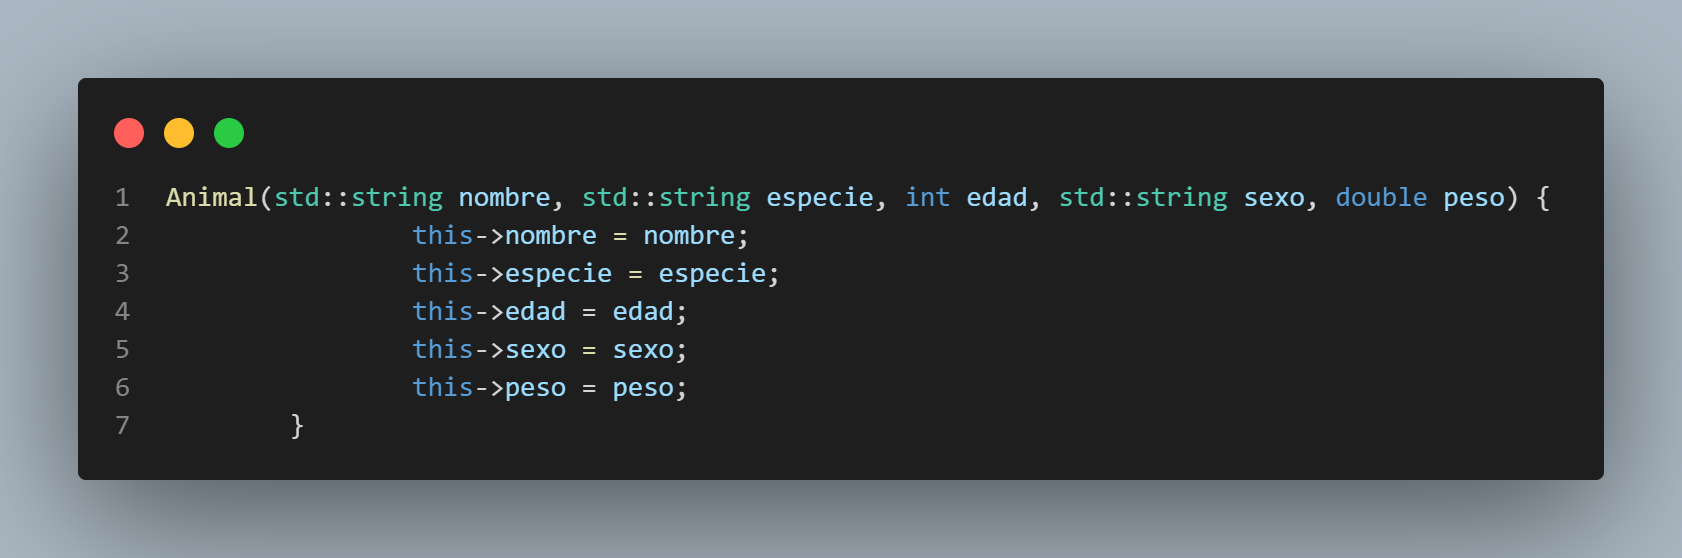 1 Animal(std::string nombre, std::string especie, int edad, std::string sexo, double peso) {
2 this->nombre = nombre;
3 this->especie = especie;
4 this->edad = edad;
5 this->sexo = sexo;
6 this->peso = peso;
7 }